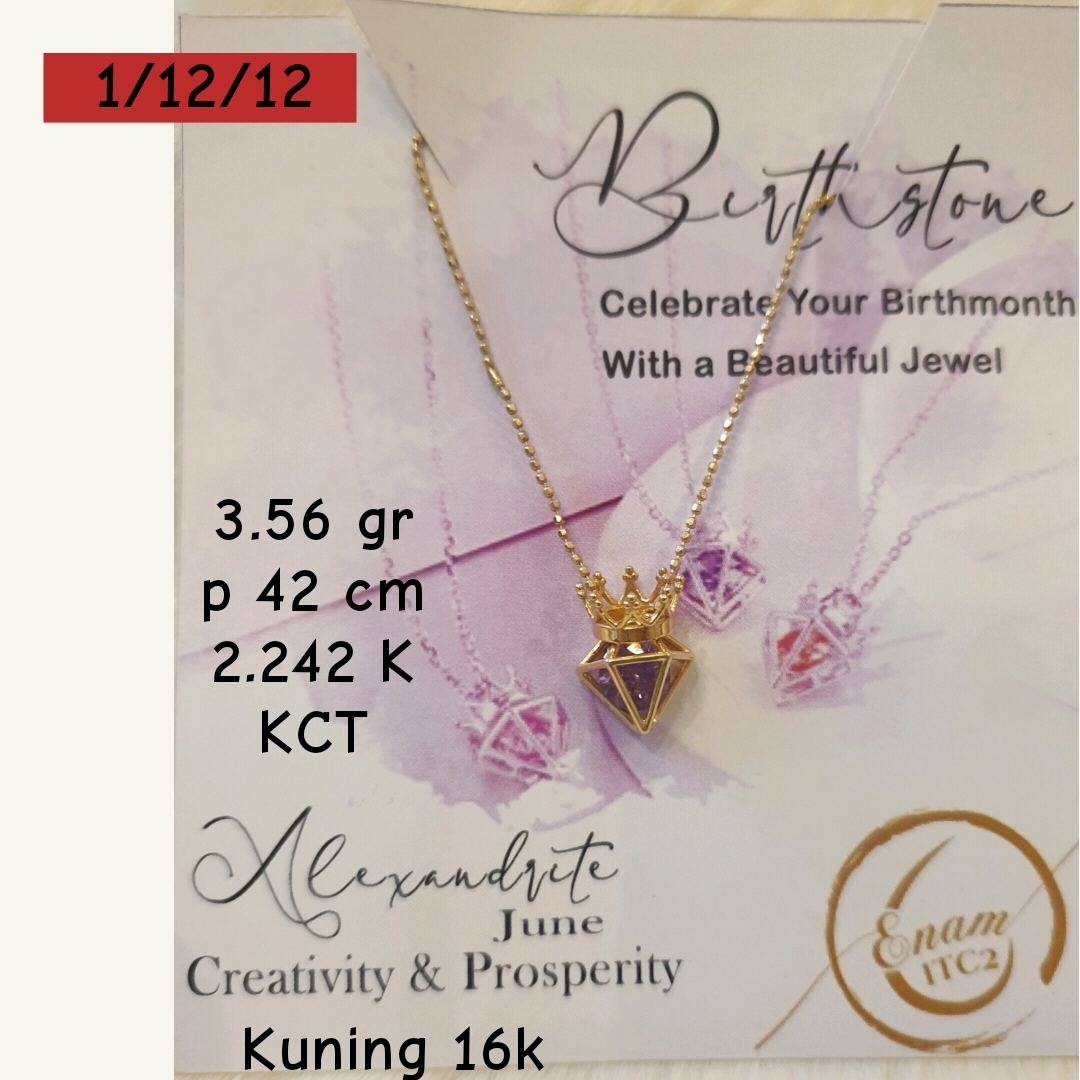 1/12/12
Birthstone
Celebrate Your Birthmonth
With a Beautiful Jewel
3.56 gr
p 42 cm
2.242 K
KCT
Alexandrite
June
Creativity & Prosperity
Enam
ITC2
Kuning 16k